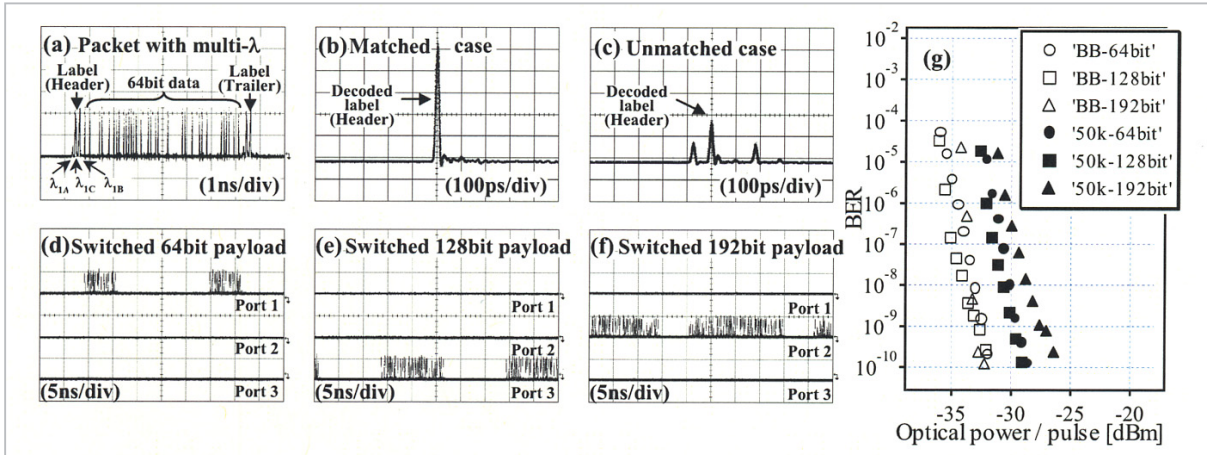 (a) Packet with multi-λ
Label
(Header)
64bit data
Label
(Trailer)
λ1A λ1C λ1B
(1ns/div)
(b) Matched case
Decoded
label
(Header)
(100ps/div)
(c) Unmatched case
Decoded
label
(Header)
(100ps/div)
(d) Switched 64bit payload
Port 1
Port 2
(5ns/div)
Port 3
(e) Switched 128bit payload
Port 1
Port 2
(5ns/div)
Port 3
(f) Switched 192bit payload
Port 1
Port 2
(5ns/div)
Port 3
(g)
'BB-64bit'
'BB-128bit'
'BB-192bit'
'50k-64bit'
'50k-128bit'
'50k-192bit'
BER
10-2
10-3
10-4
10-5
10-6
10-7
10-8
10-9
10-10
-35 -30 -25 -20
Optical power / pulse [dBm]